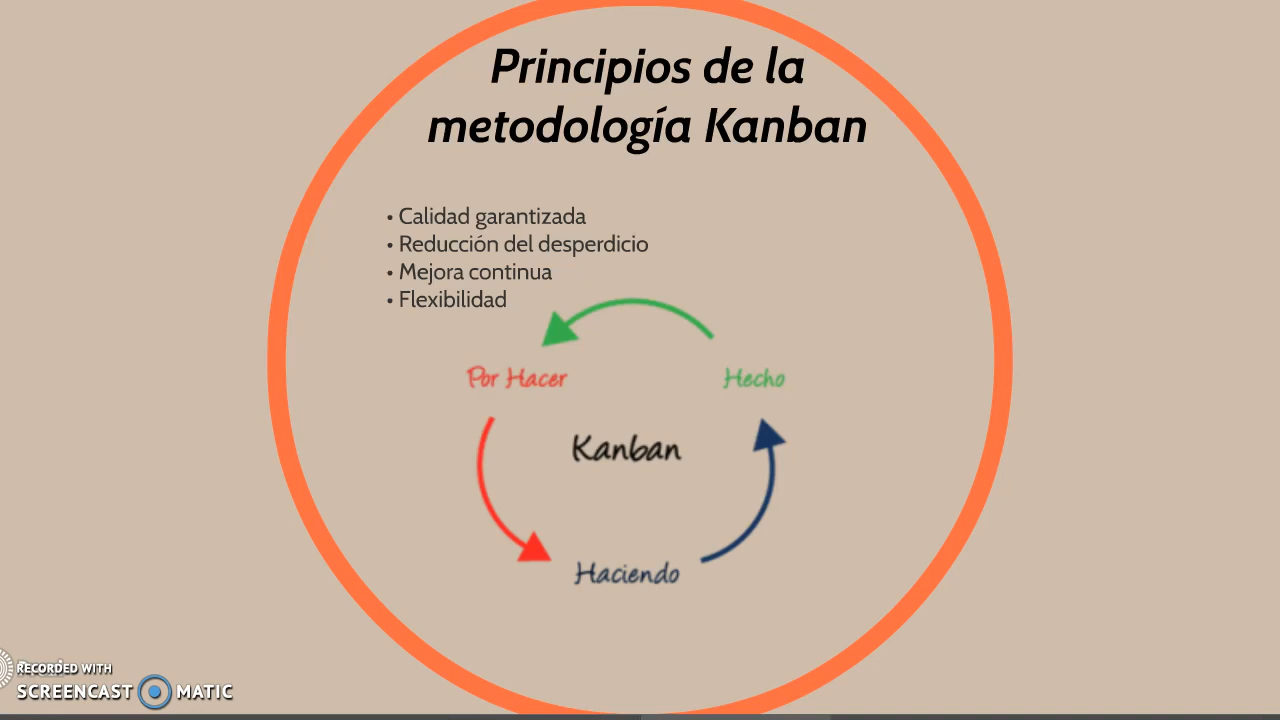 Principios de la
metodología Kanban
• Calidad garantizada
• Reducción del desperdicio
• Mejora continua
• Flexibilidad
Por Hacer
Hecho
Kanban
Haciendo
RECORDED WITH
SCREENCAST MATIC